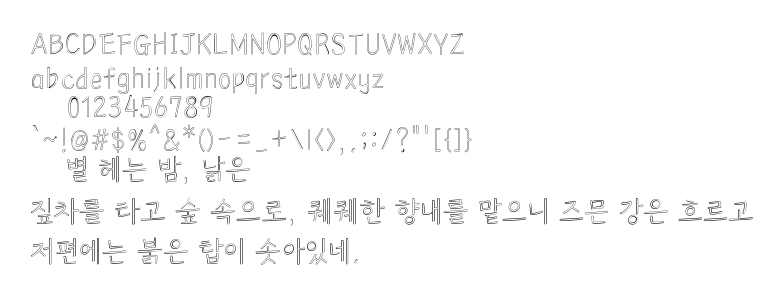 ABCDEFGHIJKLMNOPQRSTUVWXYZ
abcdefghijklmnopqrstuvwxyz
0123456789
`~!@#$%^&*()-=_+\|<>,.;:/?"'[{]}
별 헤는 밤, 낡은
짚차를 타고 숲 속으로, 퀘퀘한 향내를 맡으니 즈믄 강은 흐르고
저편에는 붉은 탑이 솟아있네.